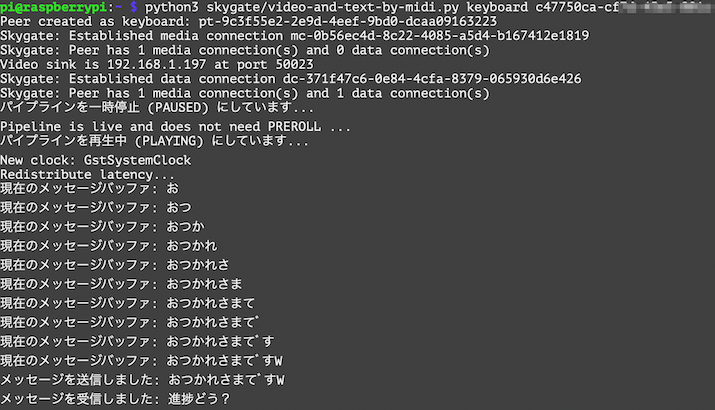 pi@raspberrypi:~ $ python3 skygate/video-and-text-by-midi.py keyboard c47750ca-cf
Peer created as keyboard: pt-9c3f55e2-2e9d-4eef-9bd0-dcaa09163223
Skygate: Established media connection mc-0b56ec4d-8c22-4085-a5d4-b167412e1819
Skygate: Peer has 1 media connection(s) and 0 data connection(s)
Video sink is 192.168.1.197 at port 50023
Skygate: Established data connection dc-371f47c6-0e84-4cfa-8379-065930d6e426
Skygate: Peer has 1 media connection(s) and 1 data connection(s)
パイプラインを一時停止 (PAUSED) にしています...
Pipeline is live and does not need PREROLL ...
パイプラインを再生中 (PLAYING) にしています...
New clock: GstSystemClock
Redistribute latency...
現在のメッセージバッファ: お
現在のメッセージバッファ: おつ
現在のメッセージバッファ: おつか
現在のメッセージバッファ: おつかれ
現在のメッセージバッファ: おつかれさ
現在のメッセージバッファ: おつかれさま
現在のメッセージバッファ: おつかれさまて
現在のメッセージバッファ: おつかれさまてﾞ
現在のメッセージバッファ: おつかれさまてﾞす
現在のメッセージバッファ: おつかれさまてﾞすW
メッセージを送信しました: おつかれさまてﾞすW
メッセージを受信しました: 進捗どう？